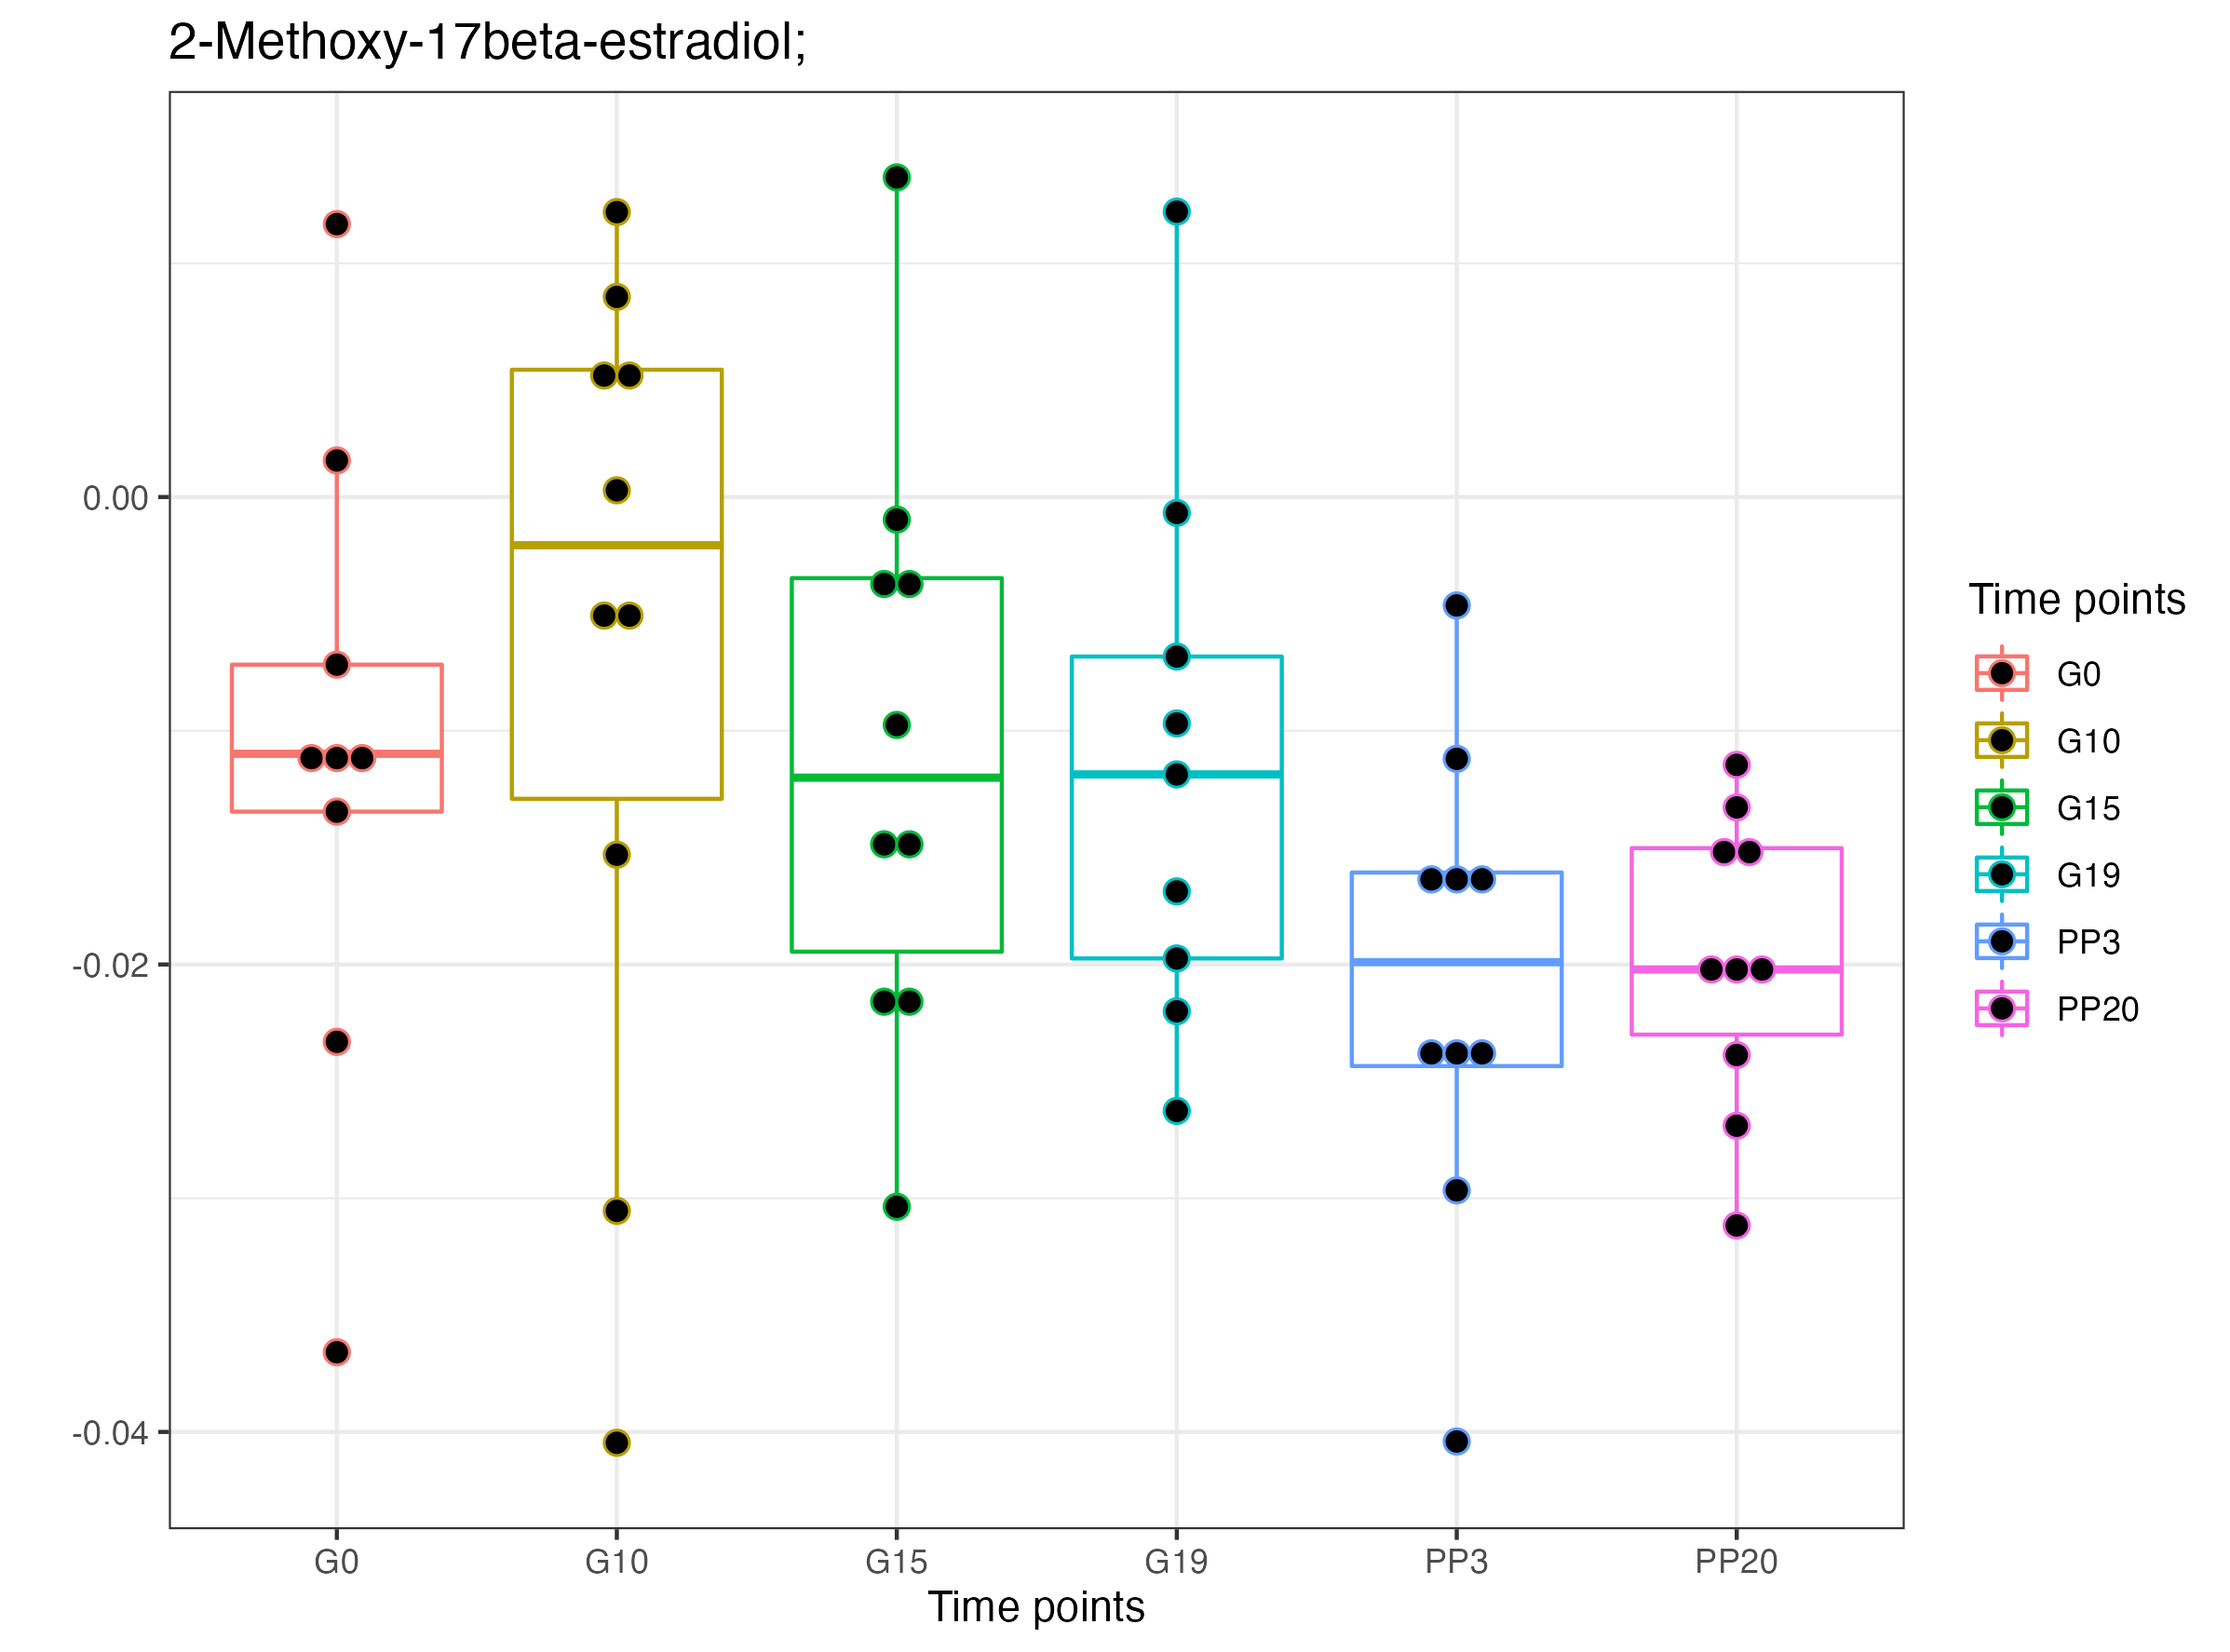 2-Methoxy-17beta-estradiol;
0.00
-0.02
-0.04
G0 G10 G15 G19 PP3 PP20
Time points
Time points
G0
G10
G15
G19
PP3
PP20